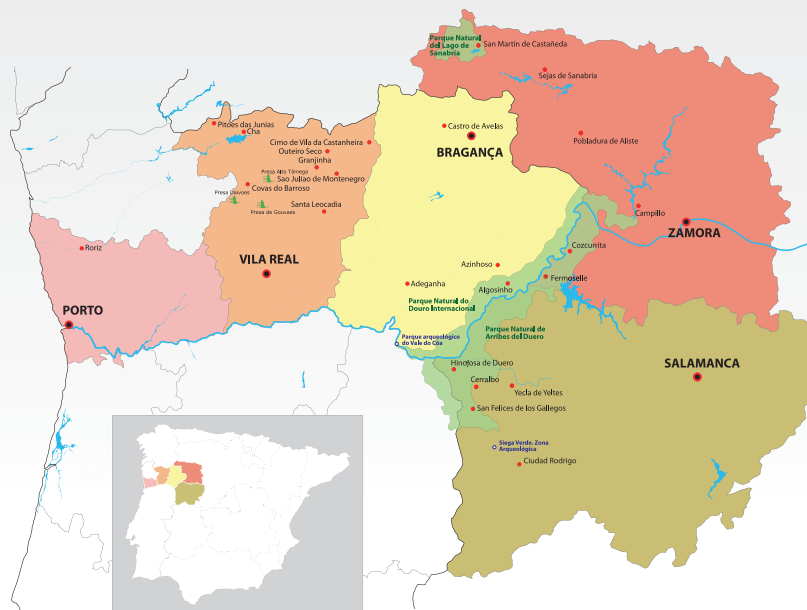 Parque Natural
del Lago de
Sanabria
San Martín de Castañeda
Sejas de Sanabria
Pitões das Junias
Cha
Castro de Avelas
Pobladura de Aliste
Cimo de Vila da Castanheira
BRAGANÇA
Outeiro Seco
Granjinha
Presa Alto Tâmega
Sao Juliao de Montenegro
Covas do Barroso
Presa Daivoes
Presa de Gouvaes
Santa Leocadia
Campillo
ZAMORA
Roriz
Cozcurrita
VILA REAL
Azinhoso
Adeganha
Algosinho
Fermoselle
Parque Natural do
Douro Internacional
PORTO
Parque Natural de
Arribes del Duero
Parque arqueológico
do Vale do Côa
Hinojosa de Duero
SALAMANCA
Cerralbo
Yecla de Yeltes
San Felices de los Gallegos
Siega Verde. Zona
Arqueológica
Ciudad Rodrigo